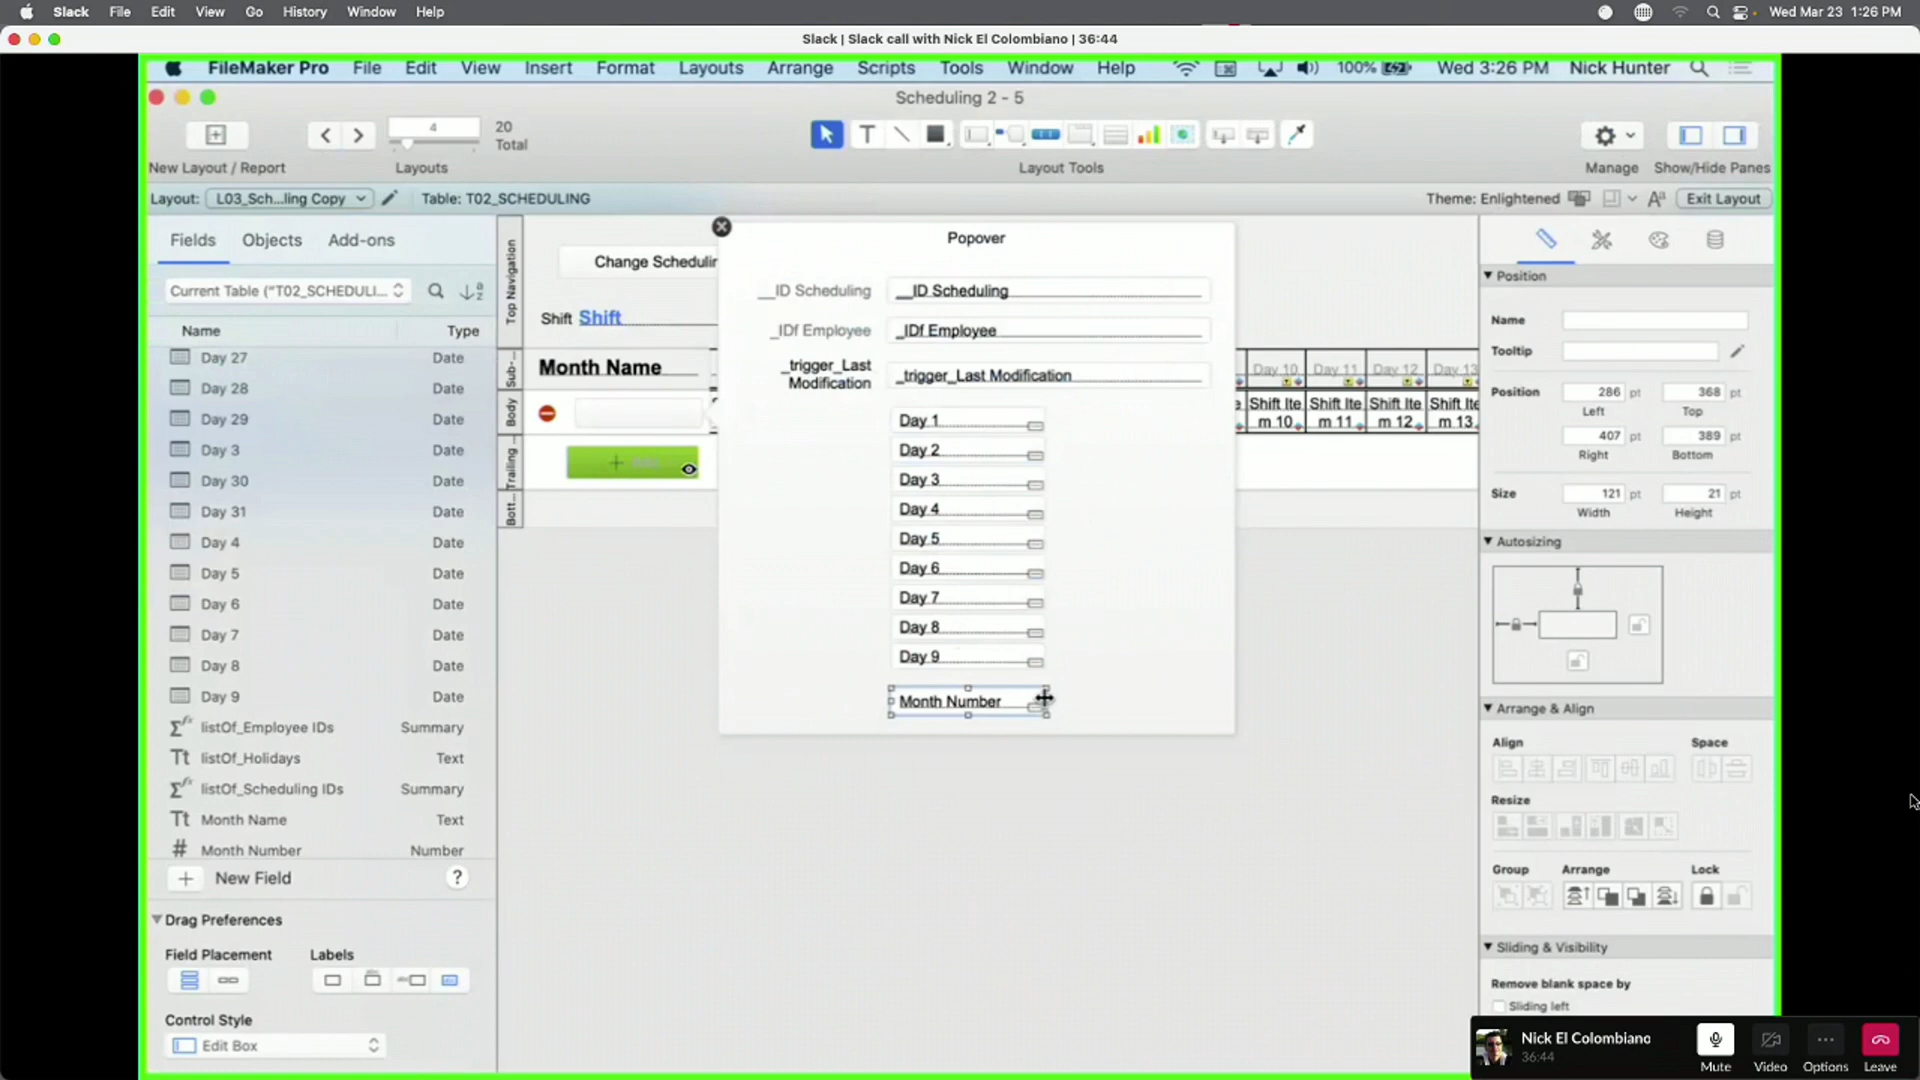 Slack File Edit View Go History Window Help Wed Mar 23 1:26 PM
Slack | Slack call with Nick El Colombiano | 36:44
FileMaker Pro File Edit View Insert Format Layouts Arrange Scripts Tools Window Help 100% Wed 3:26 PM Nick Hunter
Scheduling 2 - 5
4 20
Total
New Layout / Report Layouts Layout Tools Manage Show/Hide Panes
Layout: L03_Sch...ling Copy Table: T02_SCHEDULING Theme: Enlightened Exit Layout
Fields Objects Add-ons
Current Table ("T02_SCHEDULI...
Name Type
Day 27 Date
Day 28 Date
Day 29 Date
Day 3 Date
Day 30 Date
Day 31 Date
Day 4 Date
Day 5 Date
Day 6 Date
Day 7 Date
Day 8 Date
Day 9 Date
listOf_Employee IDs Summary
listOf_Holidays Text
listOf_Scheduling IDs Summary
Month Name Text
Month Number Number
New Field ?
Drag Preferences
Field Placement Labels
Control Style
Edit Box
Top Navigation
Sub-...
Body
Trailing
Bott...
Change Schedulin
Shift Shift
Month Name
Popover
__ID Scheduling __ID Scheduling
_IDf Employee _IDf Employee
_trigger_Last
Modification _trigger_Last Modification
Day 1
Day 2
Day 3
Day 4
Day 5
Day 6
Day 7
Day 8
Day 9
Month Number
Day 10 Day 11 Day 12 Day 13
e Shift Ite Shift Ite Shift Ite Shift Ite
m 10 m 11 m 12 m 13
Position
Name
Tooltip
Position 286 pt 368 pt
Left Top
407 pt 389 pt
Right Bottom
Size 121 pt 21 pt
Width Height
Autosizing
Arrange & Align
Align Space
Resize
Group Arrange Lock
Sliding & Visibility
Remove blank space by
Sliding left
Nick El Colombiano
36:44
Mute Video Options Leave